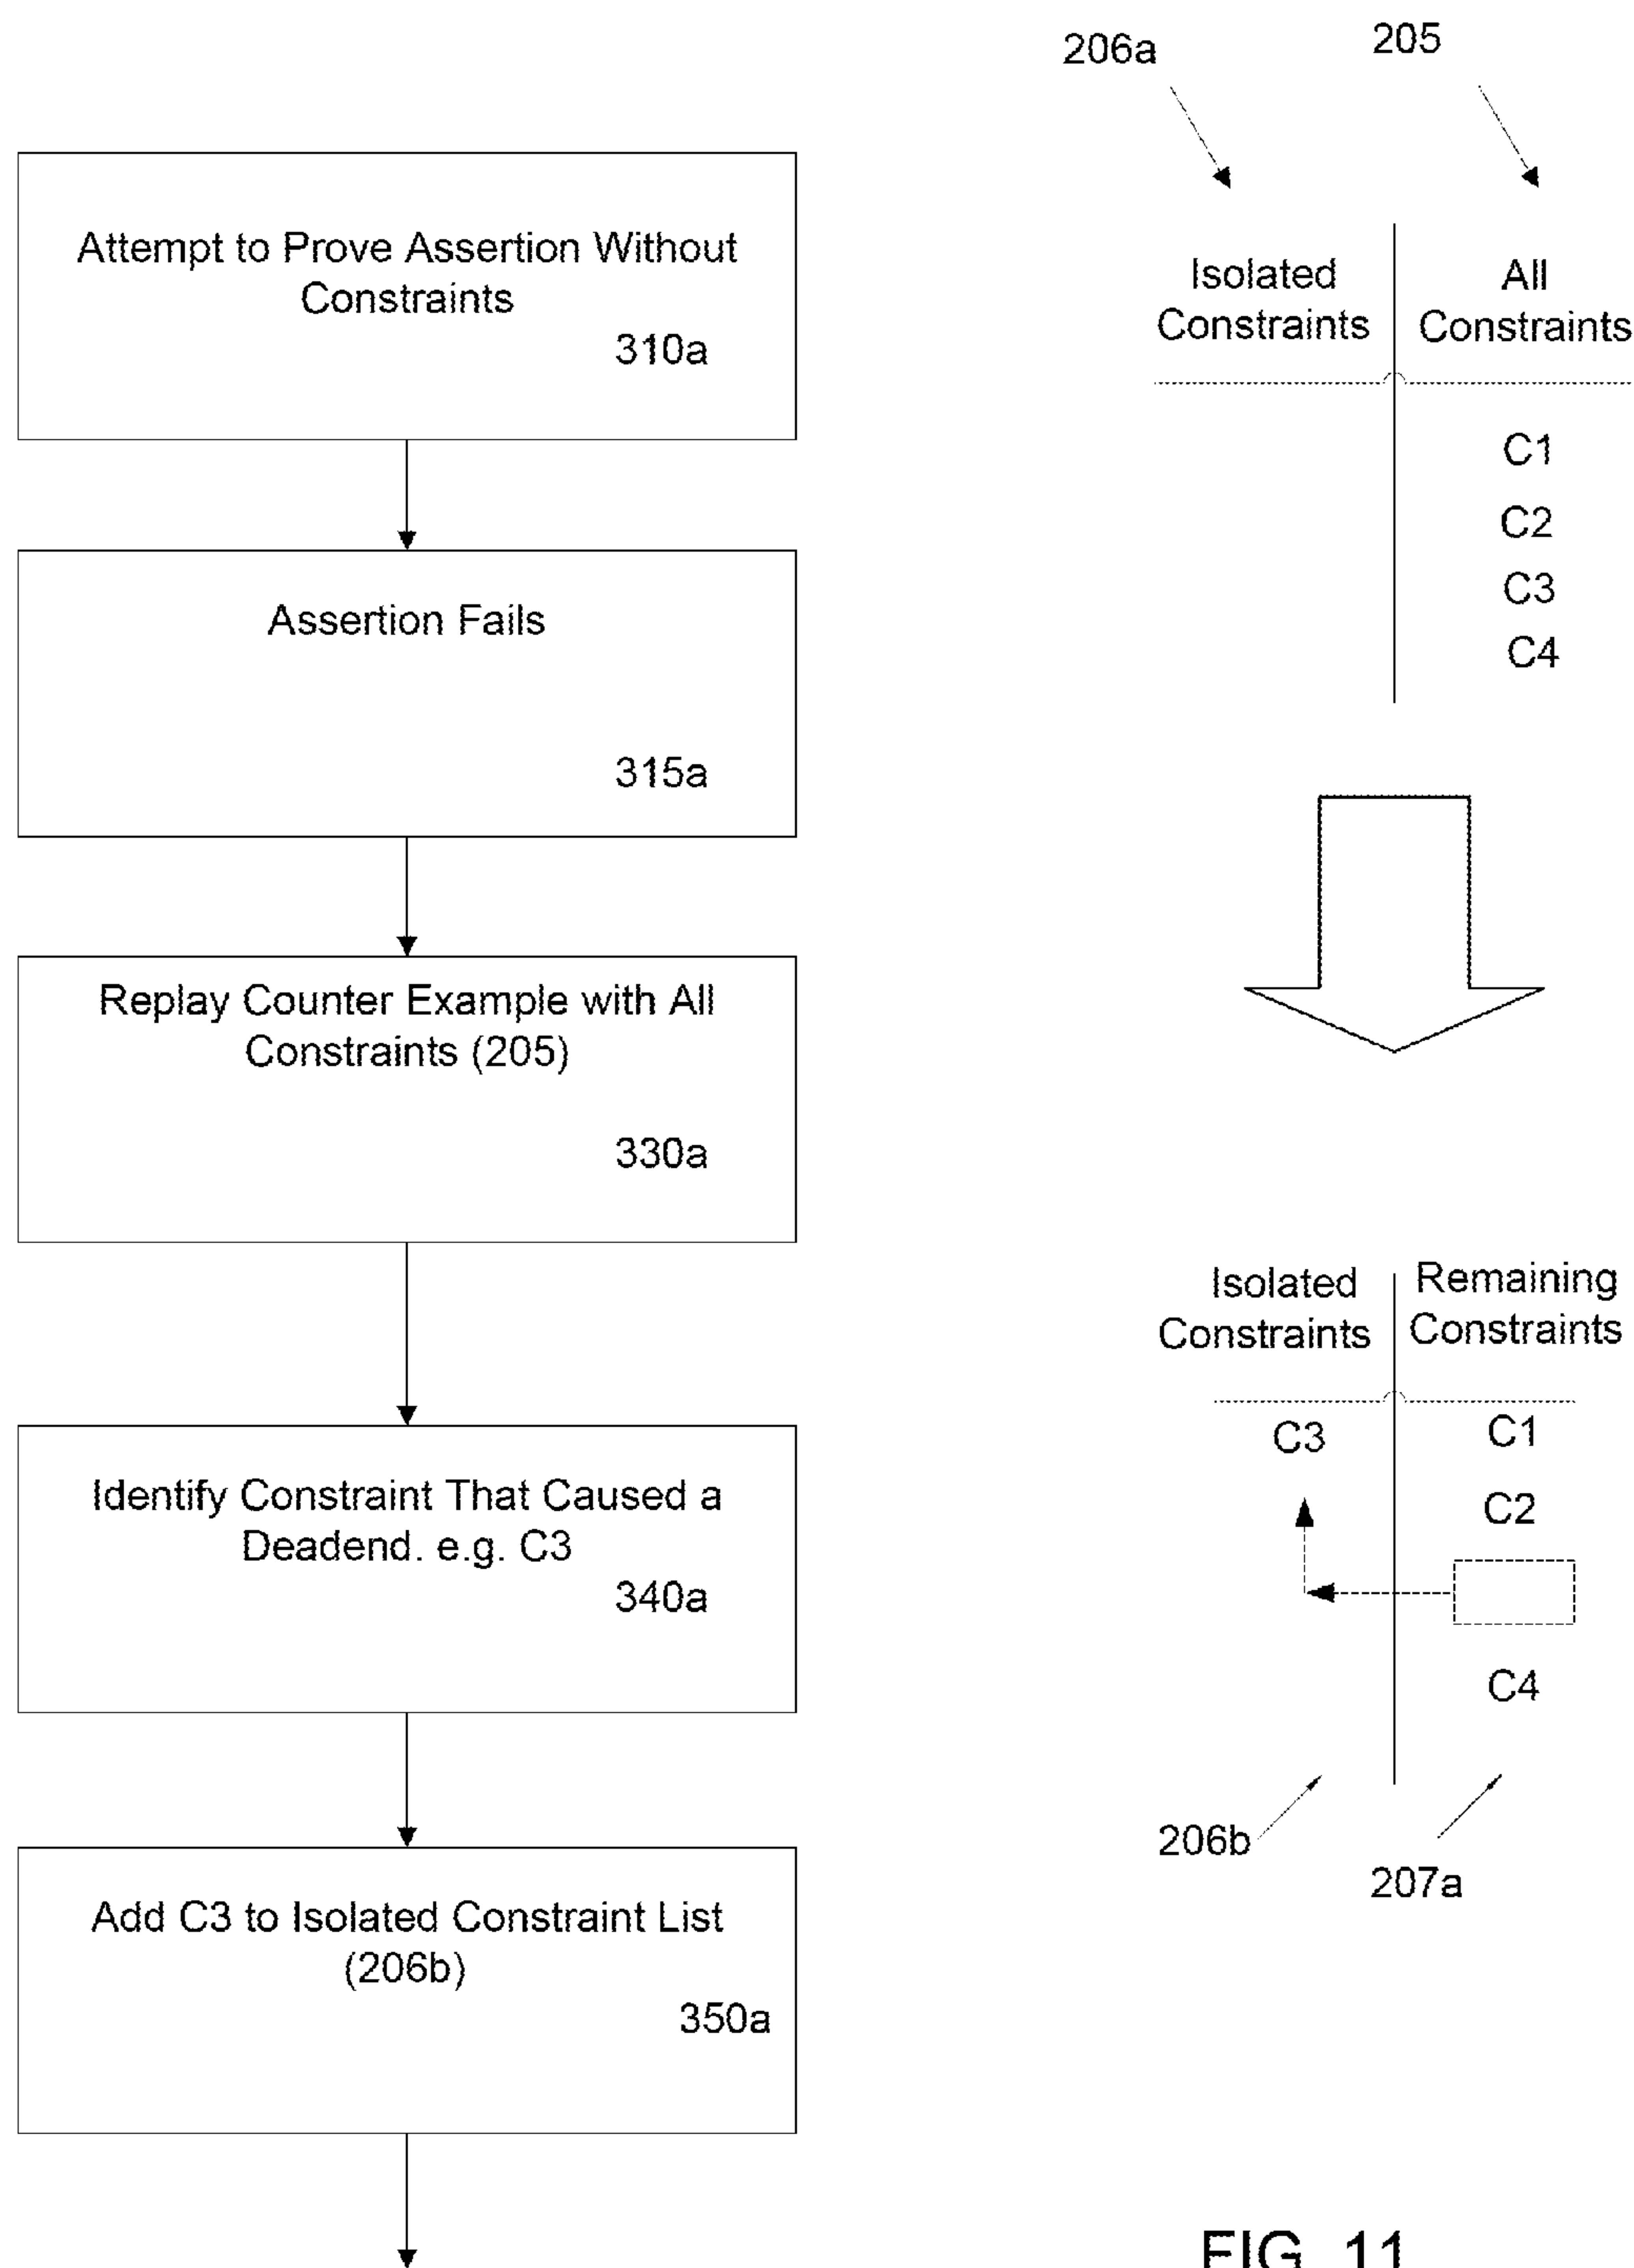 Attempt to Prove Assertion Without
Constraints
310a
Assertion Fails
315a
Replay Counter Example with All
Constraints (205)
330a
Identify Constraint That Caused a
Deadend. e.g. C3
340a
Add C3 to Isolated Constraint List
(206b)
350a
206a
205
Isolated
Constraints
All
Constraints
C1
C2
C3
C4
Isolated
Constraints
Remaining
Constraints
C3
C1
C2
C4
206b
207a
FIG. 11